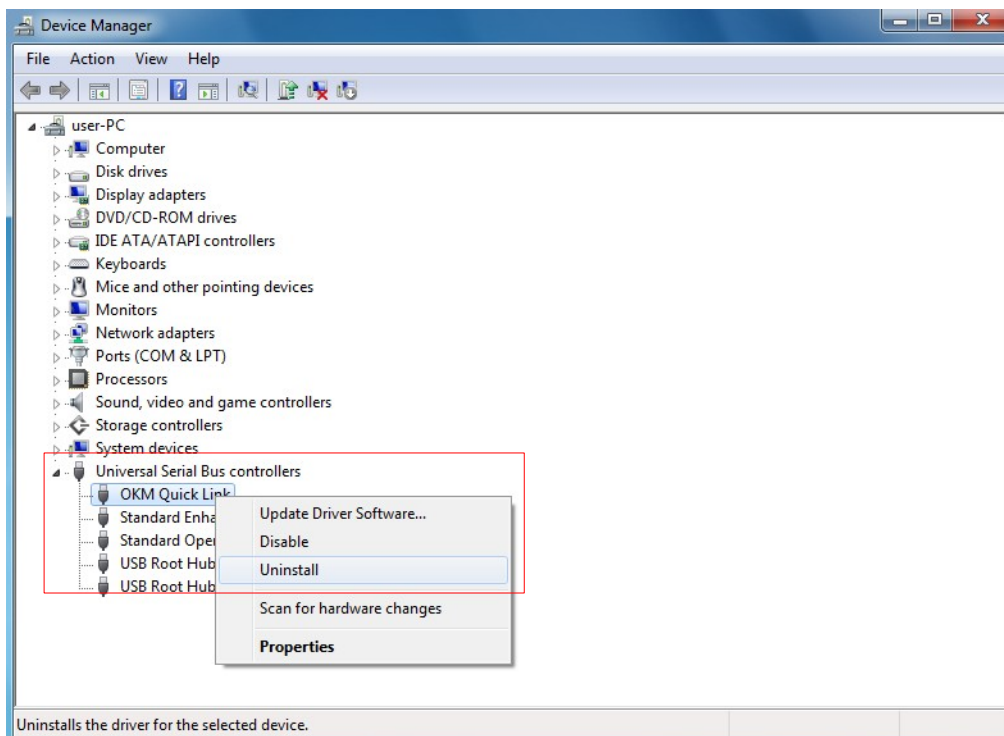 Device Manager
File Action View Help
user-PC
Computer
Disk drives
Display adapters
DVD/CD-ROM drives
IDE ATA/ATAPI controllers
Keyboards
Mice and other pointing devices
Monitors
Network adapters
Ports (COM & LPT)
Processors
Sound, video and game controllers
Storage controllers
System devices
Universal Serial Bus controllers
OKM Quick Link
Standard Enha
Standard Oper
USB Root Hub
USB Root Hub
Update Driver Software...
Disable
Uninstall
Scan for hardware changes
Properties
Uninstalls the driver for the selected device.